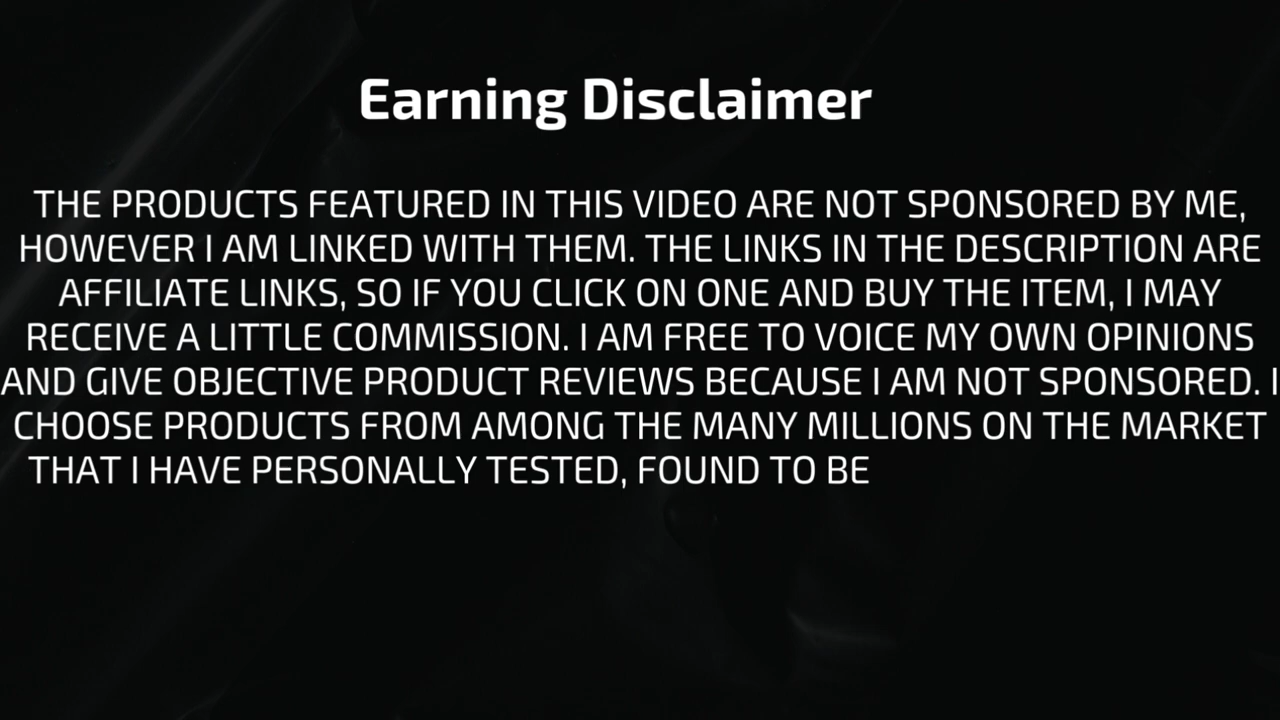 Earning Disclaimer
THE PRODUCTS FEATURED IN THIS VIDEO ARE NOT SPONSORED BY ME,
HOWEVER I AM LINKED WITH THEM. THE LINKS IN THE DESCRIPTION ARE
AFFILIATE LINKS, SO IF YOU CLICK ON ONE AND BUY THE ITEM, I MAY
RECEIVE A LITTLE COMMISSION. I AM FREE TO VOICE MY OWN OPINIONS
AND GIVE OBJECTIVE PRODUCT REVIEWS BECAUSE I AM NOT SPONSORED. I
CHOOSE PRODUCTS FROM AMONG THE MANY MILLIONS ON THE MARKET
THAT I HAVE PERSONALLY TESTED, FOUND TO BE